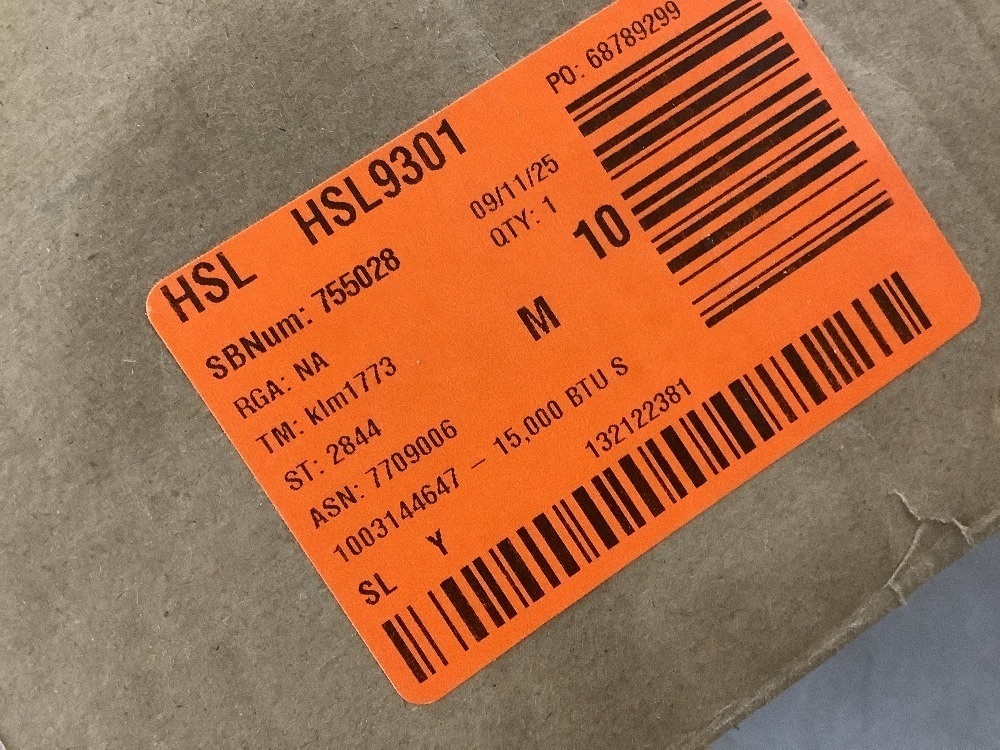 HSL HSL9301
PO: 68789299
SBNum: 755028 09/11/25
RGA: NA QTY: 1
TM: klm1773 M 10
ST: 2844
ASN: 7709006
1003144647 – 15,000 BTU S
SL Y 132122381